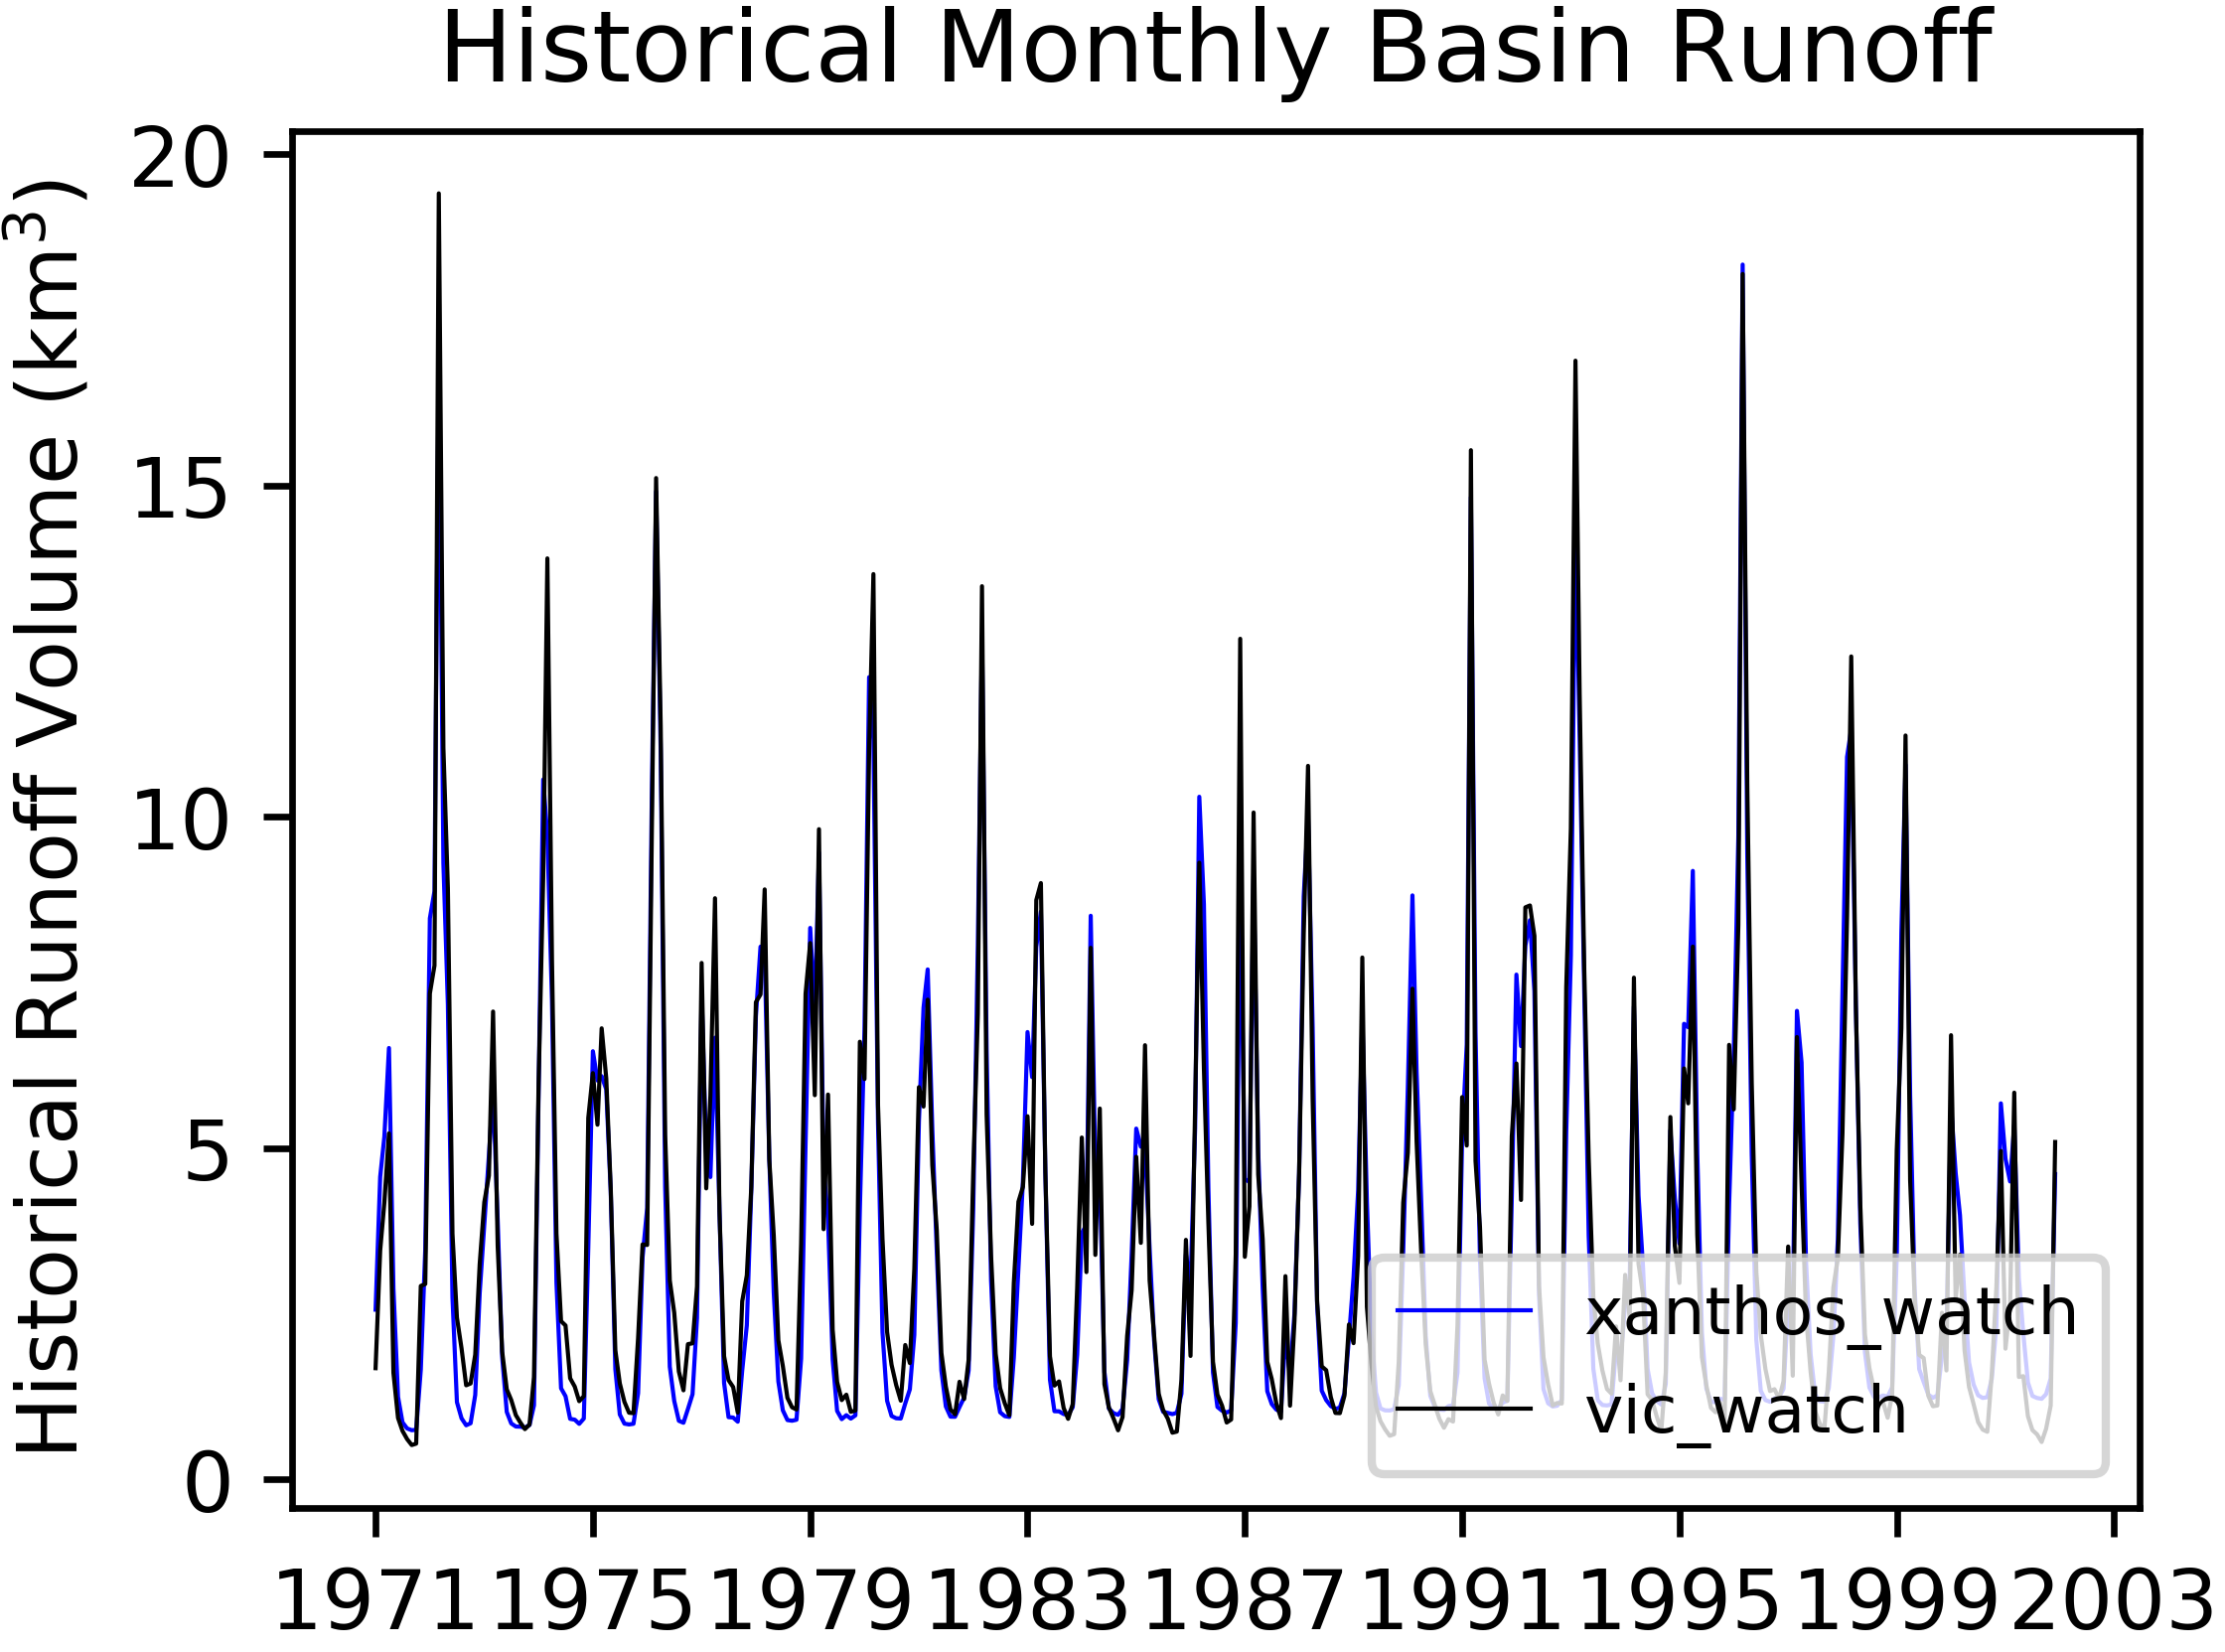 Historical Monthly Basin Runoff
Historical Runoff Volume (km³)
20
15
10
5
0
xanthos_watch
vic_watch
1971 1975 1979 1983 1987 1991 1995 1999 2003